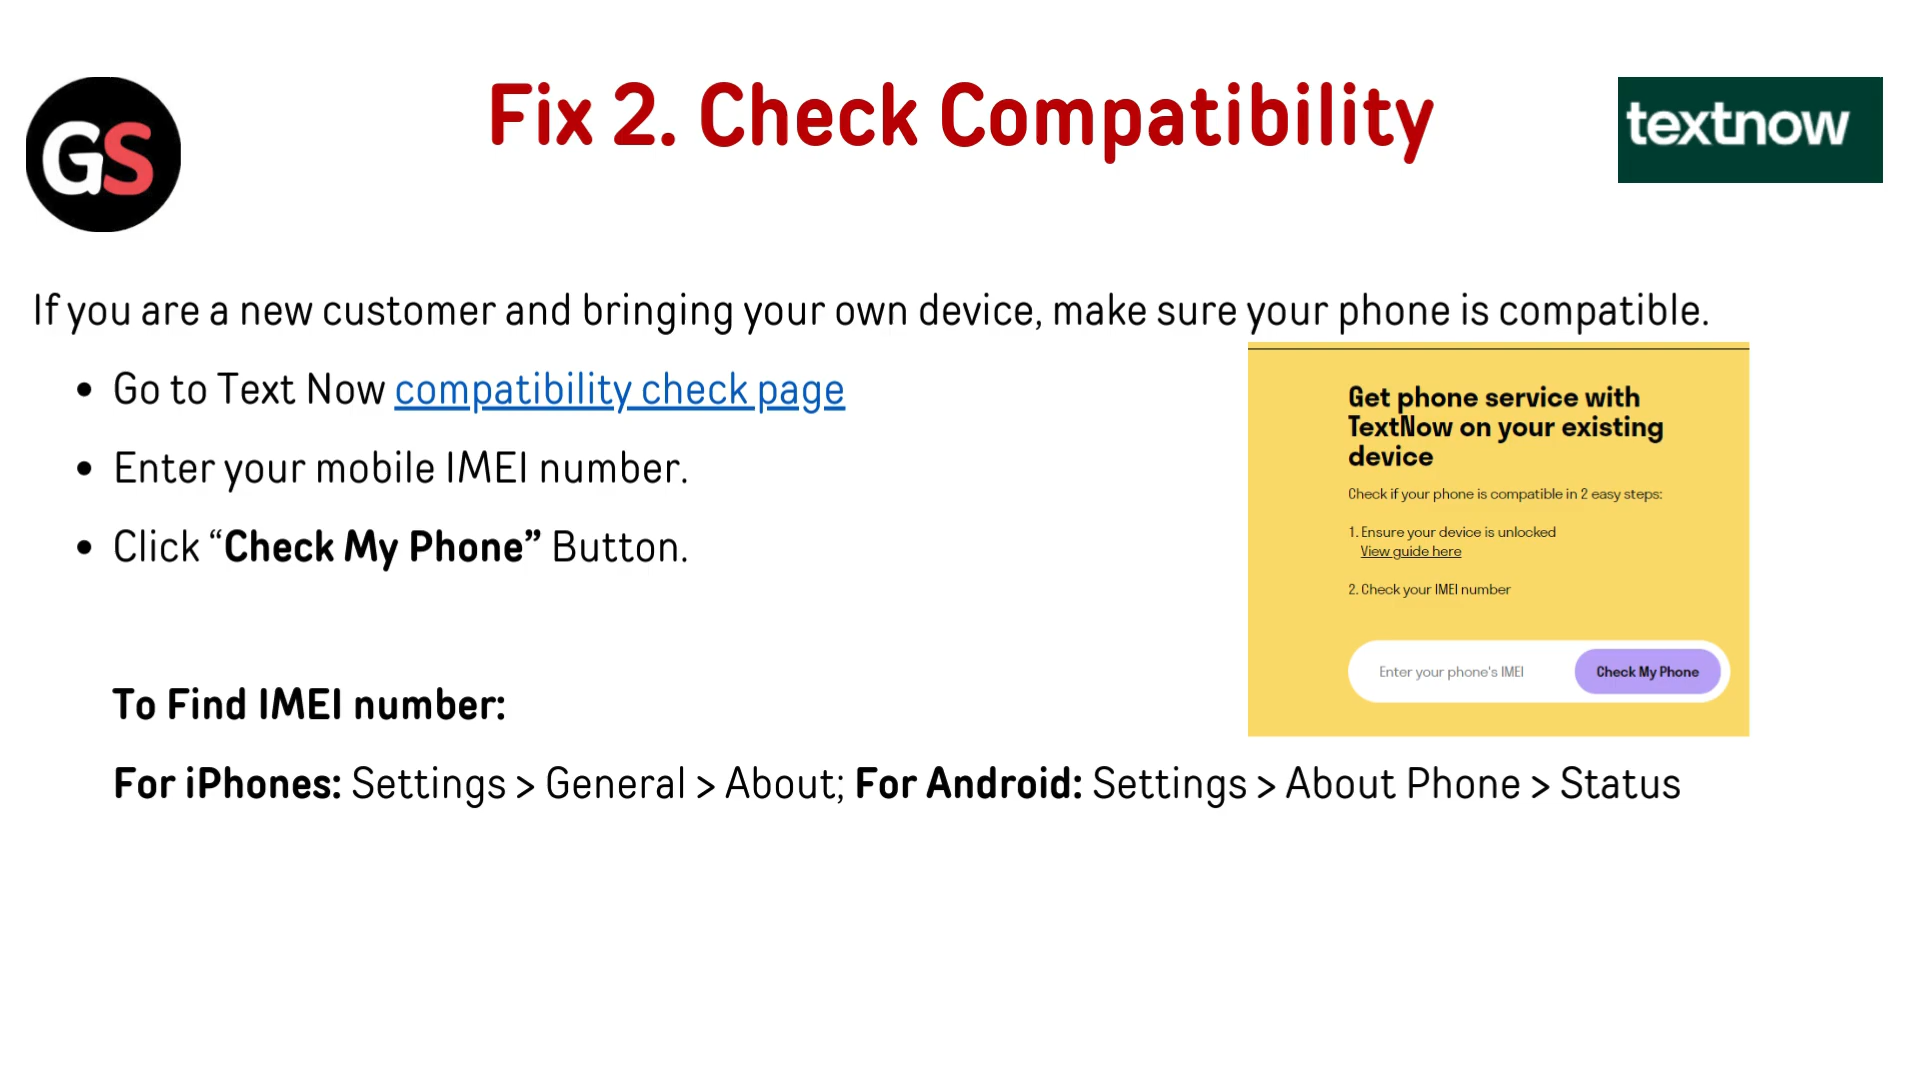 GS
Fix 2. Check Compatibility
textnow
If you are a new customer and bringing your own device, make sure your phone is compatible.
• Go to Text Now compatibility check page
• Enter your mobile IMEI number.
• Click “Check My Phone” Button.
Get phone service with
TextNow on your existing
device
Check if your phone is compatible in 2 easy steps:
1. Ensure your device is unlocked
View guide here
2. Check your IMEI number
Enter your phone's IMEI
Check My Phone
To Find IMEI number:
For iPhones: Settings > General > About; For Android: Settings > About Phone > Status